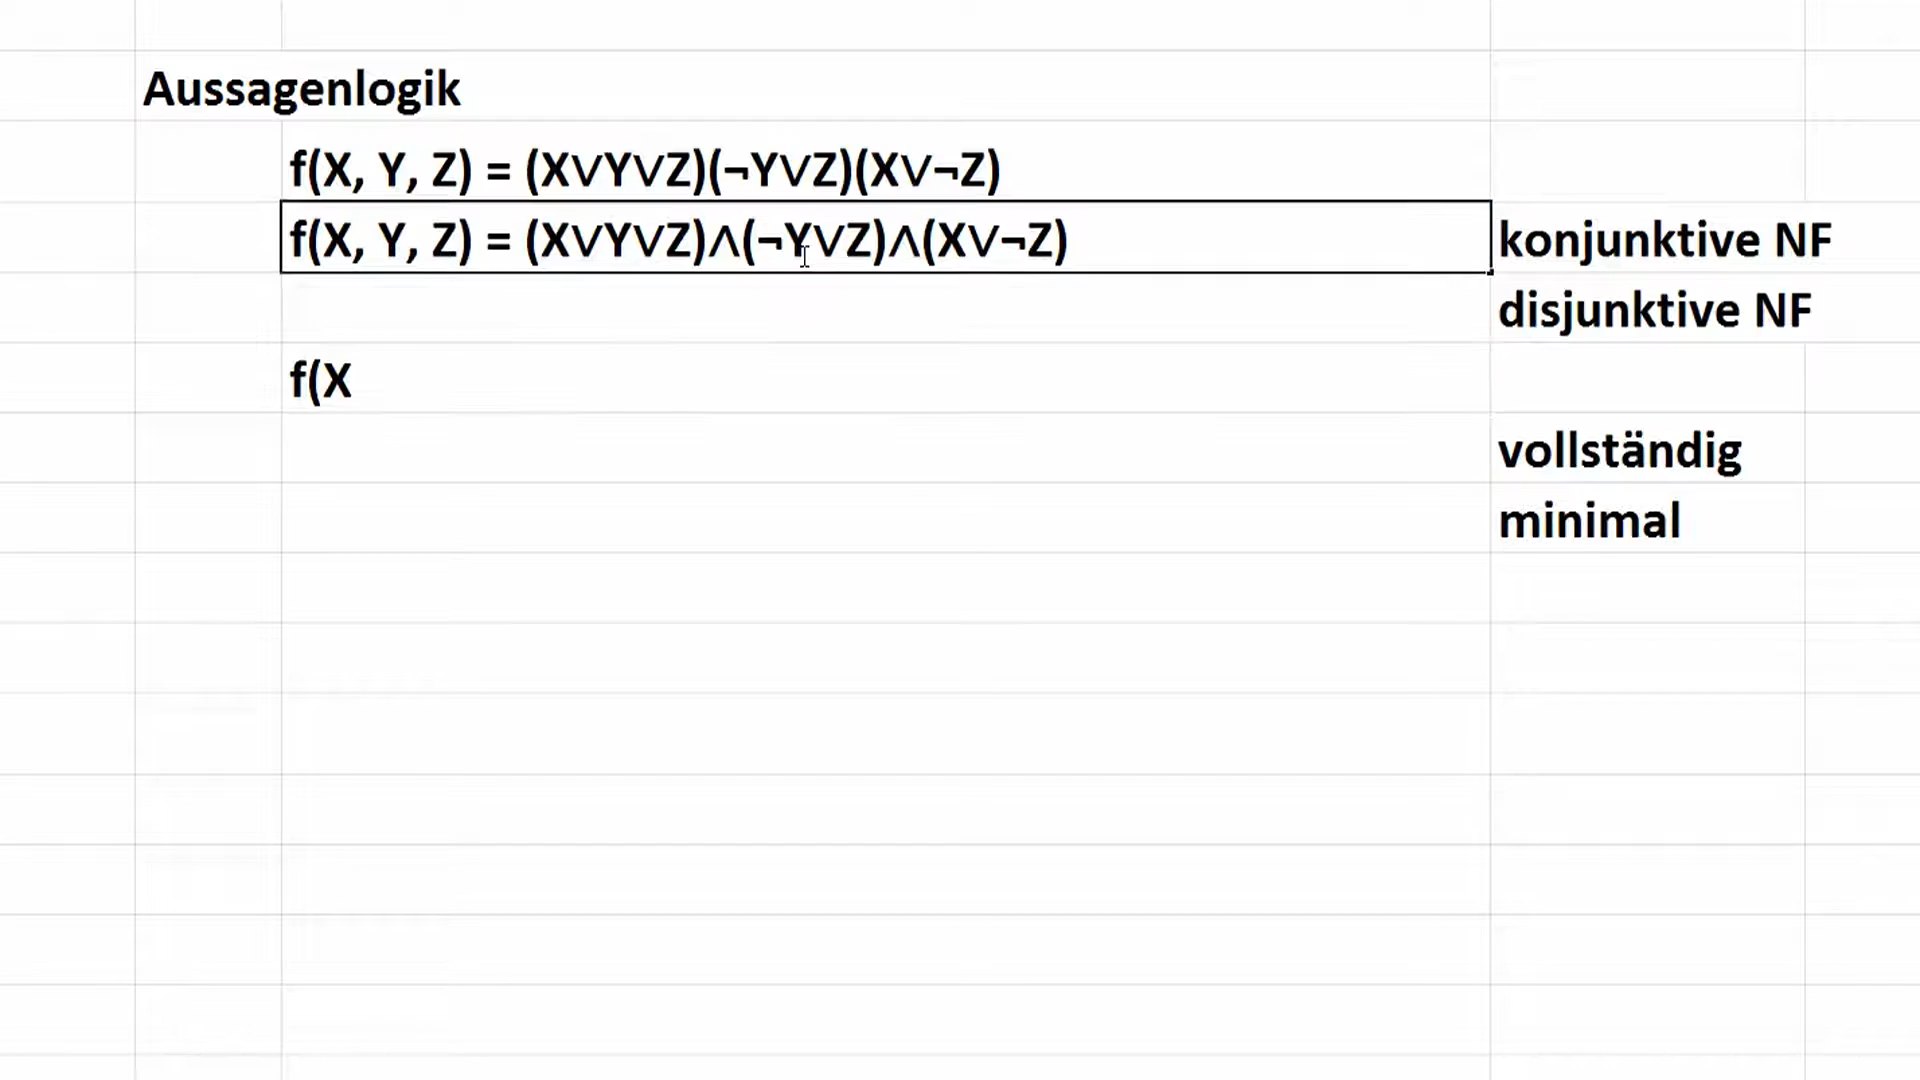 Aussagenlogik
f(X, Y, Z) = (X∨Y∨Z)(¬Y∨Z)(X∨¬Z)
f(X, Y, Z) = (X∨Y∨Z)∧(¬Y∨Z)∧(X∨¬Z) konjunktive NF
disjunktive NF
f(X
vollständig
minimal